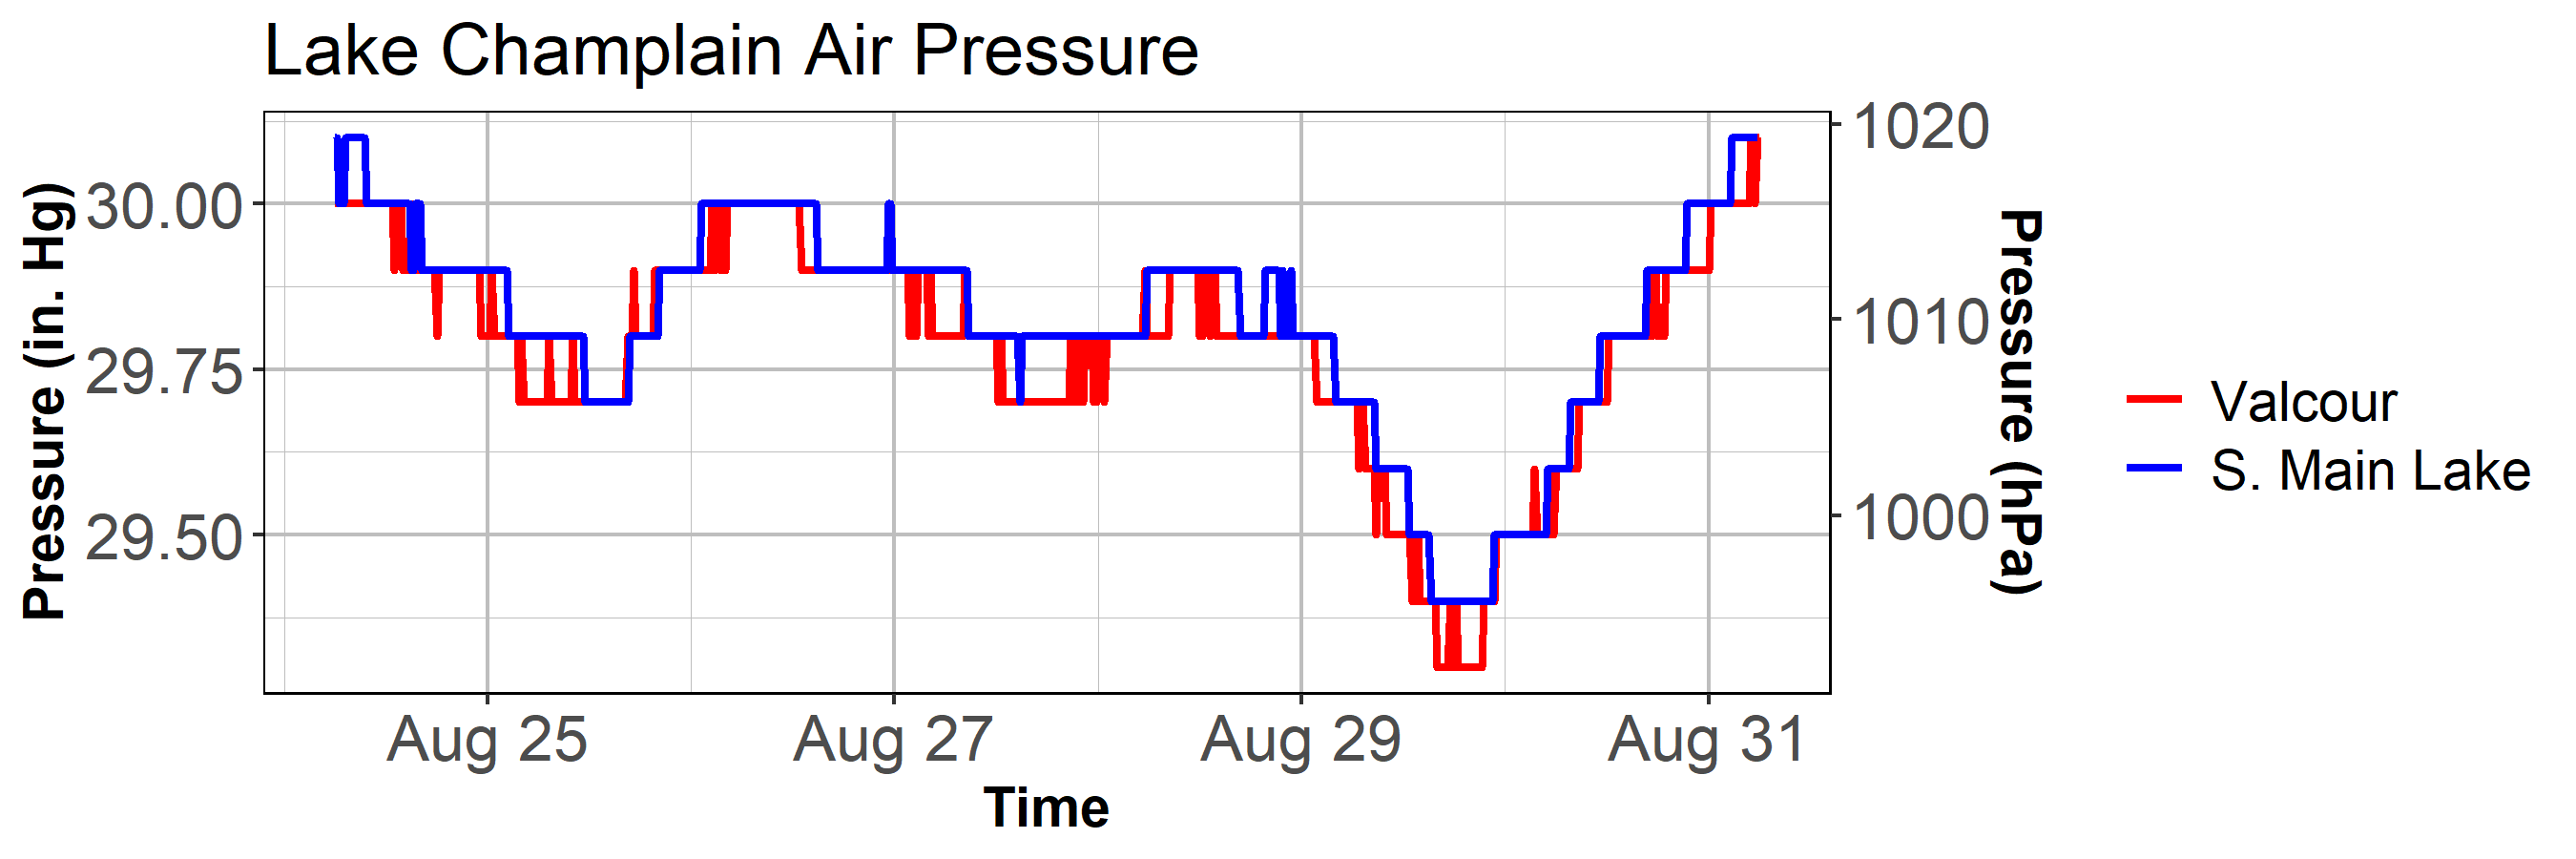 Lake Champlain Air Pressure
Pressure (in. Hg)
30.00
29.75
29.50
1020
1010
1000
Pressure (hPa)
Aug 25
Aug 27
Aug 29
Aug 31
Time
Valcour
S. Main Lake